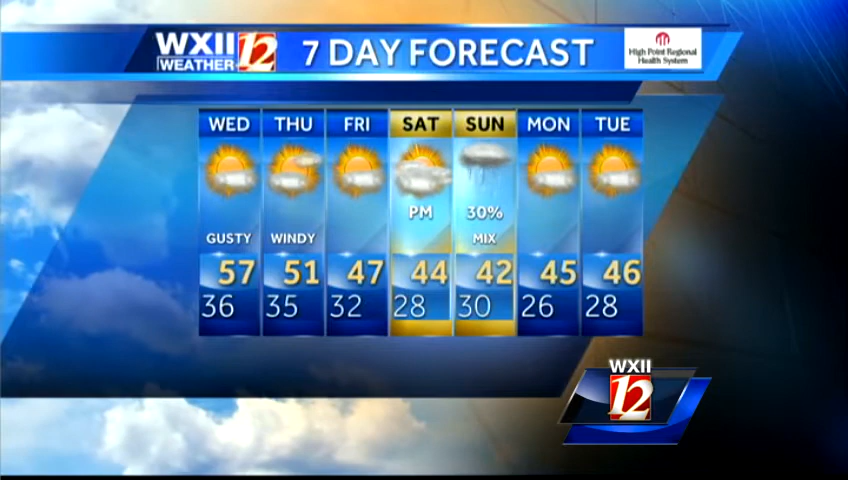 WXII 12
WEATHER
7 DAY FORECAST
High Point Regional
Health System
WED THU FRI SAT SUN MON TUE
PM 30%
GUSTY WINDY MIX
57 51 47 44 42 45 46
36 35 32 28 30 26 28
WXII
12